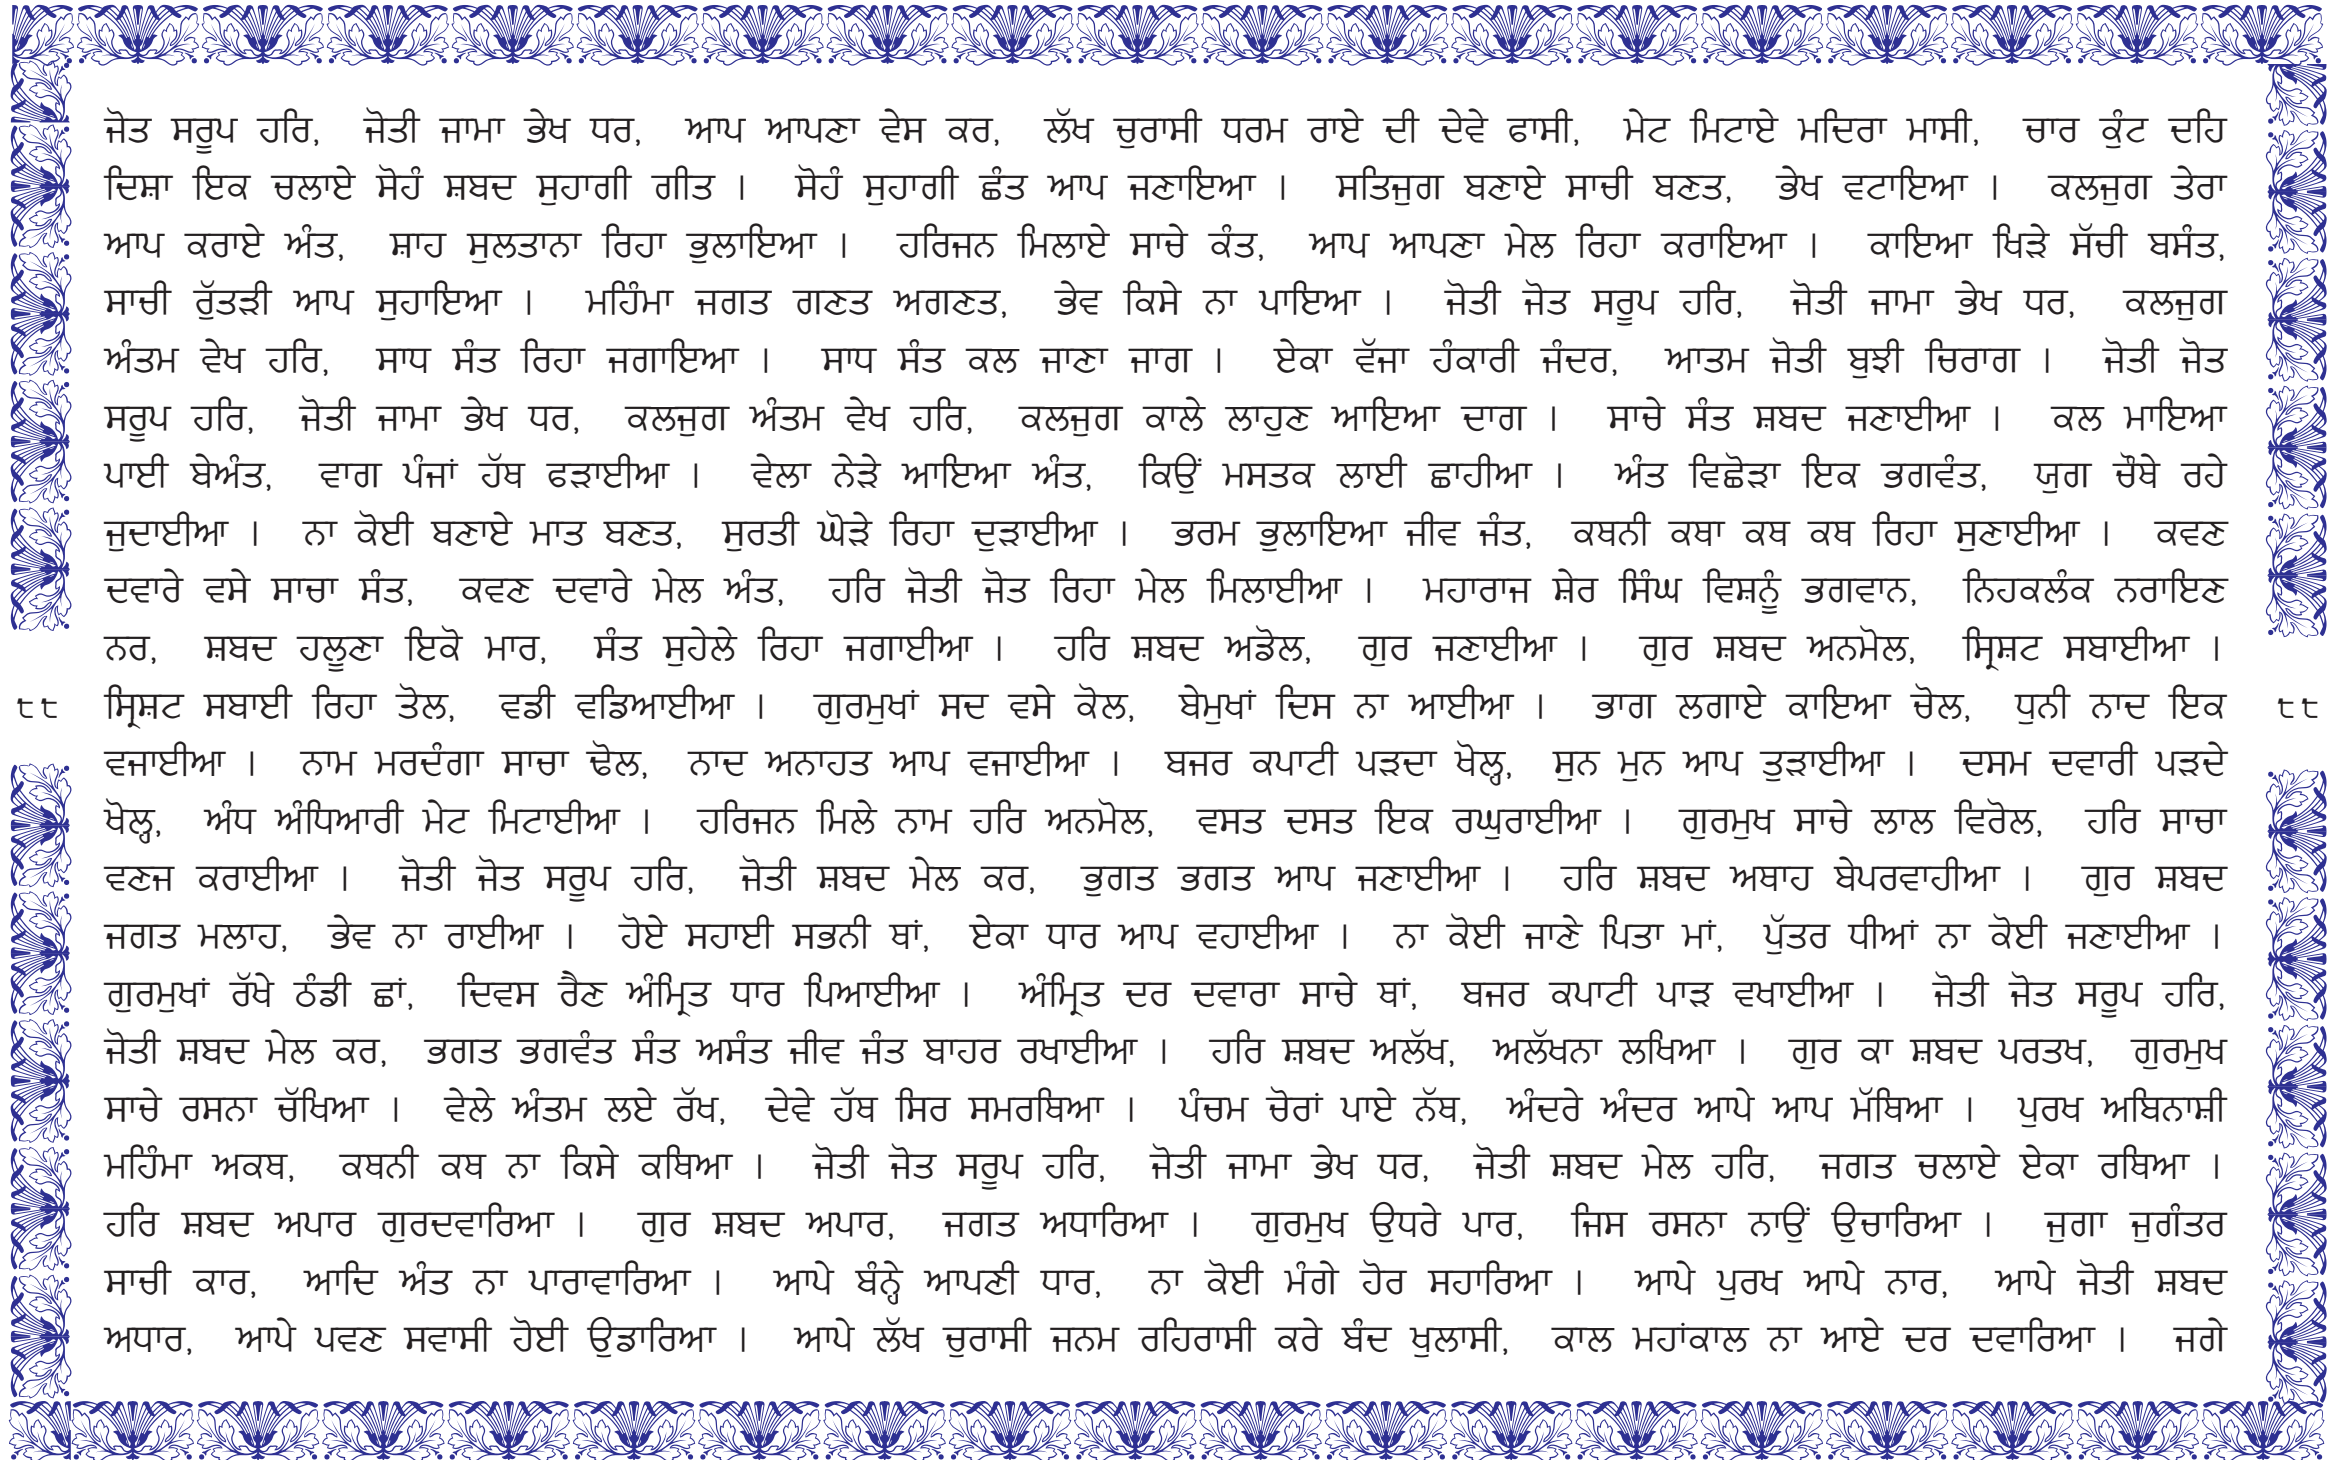 ਜੋਤ ਸਰੂਪ ਹਰਿ, ਜੋਤੀ ਜਾਮਾ ਭੇਖ ਧਰ, ਆਪ ਆਪਣਾ ਵੇਸ ਕਰ, ਲੱਖ ਚੁਰਾਸੀ ਧਰਮ ਰਾਏ ਦੀ ਦੇਵੇ ਫਾਸੀ, ਮੇਟ ਮਿਟਾਏ ਮਦਿਰਾ ਮਾਸੀ, ਚਾਰ ਕੁੰਟ ਦਹਿ
ਦਿਸ਼ਾ ਇਕ ਚਲਾਏ ਸੋਹੰ ਸ਼ਬਦ ਸੁਹਾਗੀ ਗੀਤ । ਸੋਹੰ ਸੁਹਾਗੀ ਛੰਤ ਆਪ ਜਣਾਇਆ । ਸਤਿਜੁਗ ਬਣਾਏ ਸਾਚੀ ਬਣਤ, ਭੇਖ ਵਟਾਇਆ । ਕਲਜੁਗ ਤੇਰਾ
ਆਪ ਕਰਾਏ ਅੰਤ, ਸ਼ਾਹ ਸੁਲਤਾਨਾ ਰਿਹਾ ਭੁਲਾਇਆ । ਹਰਿਜਨ ਮਿਲਾਏ ਸਾਚੇ ਕੰਤ, ਆਪ ਆਪਣਾ ਮੇਲ ਰਿਹਾ ਕਰਾਇਆ । ਕਾਇਆ ਖਿੜੇ ਸੱਚੀ ਬਸੰਤ,
ਸਾਚੀ ਰੁੱਤੜੀ ਆਪ ਸੁਹਾਇਆ । ਮਹਿੰਮਾ ਜਗਤ ਗਣਤ ਅਗਣਤ, ਭੇਵ ਕਿਸੇ ਨਾ ਪਾਇਆ । ਜੋਤੀ ਜੋਤ ਸਰੂਪ ਹਰਿ, ਜੋਤੀ ਜਾਮਾ ਭੇਖ ਧਰ, ਕਲਜੁਗ
ਅੰਤਮ ਵੇਖ ਹਰਿ, ਸਾਧ ਸੰਤ ਰਿਹਾ ਜਗਾਇਆ । ਸਾਧ ਸੰਤ ਕਲ ਜਾਣਾ ਜਾਗ । ਏਕਾ ਵੱਜਾ ਹੰਕਾਰੀ ਜੰਦਰ, ਆਤਮ ਜੋਤੀ ਬੁਝੀ ਚਿਰਾਗ । ਜੋਤੀ ਜੋਤ
ਸਰੂਪ ਹਰਿ, ਜੋਤੀ ਜਾਮਾ ਭੇਖ ਧਰ, ਕਲਜੁਗ ਅੰਤਮ ਵੇਖ ਹਰਿ, ਕਲਜੁਗ ਕਾਲੇ ਲਾਹੁਣ ਆਇਆ ਦਾਗ । ਸਾਚੇ ਸੰਤ ਸ਼ਬਦ ਜਣਾਈਆ । ਕਲ ਮਾਇਆ
ਪਾਈ ਬੇਅੰਤ, ਵਾਗ ਪੰਜਾਂ ਹੱਥ ਫੜਾਈਆ । ਵੇਲਾ ਨੇੜੇ ਆਇਆ ਅੰਤ, ਕਿਉਂ ਮਸਤਕ ਲਾਈ ਛਾਹੀਆ । ਅੰਤ ਵਿਛੋੜਾ ਇਕ ਭਗਵੰਤ, ਯੁਗ ਚੌਥੇ ਰਹੇ
ਜੁਦਾਈਆ । ਨਾ ਕੋਈ ਬਣਾਏ ਮਾਤ ਬਣਤ, ਸੁਰਤੀ ਘੋੜੇ ਰਿਹਾ ਦੁੜਾਈਆ । ਭਰਮ ਭੁਲਾਇਆ ਜੀਵ ਜੰਤ, ਕਥਨੀ ਕਥਾ ਕਥ ਕਥ ਰਿਹਾ ਸੁਣਾਈਆ । ਕਵਣ
ਦਵਾਰੇ ਵਸੇ ਸਾਚਾ ਸੰਤ, ਕਵਣ ਦਵਾਰੇ ਮੇਲ ਅੰਤ, ਹਰਿ ਜੋਤੀ ਜੋਤ ਰਿਹਾ ਮੇਲ ਮਿਲਾਈਆ । ਮਹਾਰਾਜ ਸ਼ੇਰ ਸਿੰਘ ਵਿਸ਼ਨੂੰ ਭਗਵਾਨ, ਨਿਹਕਲੰਕ ਨਰਾਇਣ
ਨਰ, ਸ਼ਬਦ ਹਲੂਣਾ ਇਕੋ ਮਾਰ, ਸੰਤ ਸੁਹੇਲੇ ਰਿਹਾ ਜਗਾਈਆ । ਹਰਿ ਸ਼ਬਦ ਅਡੋਲ, ਗੁਰ ਜਣਾਈਆ । ਗੁਰ ਸ਼ਬਦ ਅਨਮੋਲ, ਸ੍ਰਿਸ਼ਟ ਸਬਾਈਆ ।
੮੮ ਸ੍ਰਿਸ਼ਟ ਸਬਾਈ ਰਿਹਾ ਤੋਲ, ਵਡੀ ਵਡਿਆਈਆ । ਗੁਰਮੁਖਾਂ ਸਦ ਵਸੇ ਕੋਲ, ਬੇਮੁਖਾਂ ਦਿਸ ਨਾ ਆਈਆ । ਭਾਗ ਲਗਾਏ ਕਾਇਆ ਚੋਲ, ਧੁਨੀ ਨਾਦ ਇਕ ੮੮
ਵਜਾਈਆ । ਨਾਮ ਮਰਦੰਗਾ ਸਾਚਾ ਢੋਲ, ਨਾਦ ਅਨਾਹਤ ਆਪ ਵਜਾਈਆ । ਬਜਰ ਕਪਾਟੀ ਪੜਦਾ ਖੋਲ੍ਹ, ਸੁਨ ਮੁਨ ਆਪ ਤੁੜਾਈਆ । ਦਸਮ ਦਵਾਰੀ ਪੜਦੇ
ਖੋਲ੍ਹ, ਅੰਧ ਅੰਧਿਆਰੀ ਮੇਟ ਮਿਟਾਈਆ । ਹਰਿਜਨ ਮਿਲੇ ਨਾਮ ਹਰਿ ਅਨਮੋਲ, ਵਸਤ ਦਸਤ ਇਕ ਰਘੁਰਾਈਆ । ਗੁਰਮੁਖ ਸਾਚੇ ਲਾਲ ਵਿਰੋਲ, ਹਰਿ ਸਾਚਾ
ਵਣਜ ਕਰਾਈਆ । ਜੋਤੀ ਜੋਤ ਸਰੂਪ ਹਰਿ, ਜੋਤੀ ਸ਼ਬਦ ਮੇਲ ਕਰ, ਭੁਗਤ ਭਗਤ ਆਪ ਜਣਾਈਆ । ਹਰਿ ਸ਼ਬਦ ਅਥਾਹ ਬੇਪਰਵਾਹੀਆ । ਗੁਰ ਸ਼ਬਦ
ਜਗਤ ਮਲਾਹ, ਭੇਵ ਨਾ ਰਾਈਆ । ਹੋਏ ਸਹਾਈ ਸਭਨੀ ਥਾਂ, ਏਕਾ ਧਾਰ ਆਪ ਵਹਾਈਆ । ਨਾ ਕੋਈ ਜਾਣੇ ਪਿਤਾ ਮਾਂ, ਪੁੱਤਰ ਧੀਆਂ ਨਾ ਕੋਈ ਜਣਾਈਆ ।
ਗੁਰਮੁਖਾਂ ਰੱਖੇ ਠੰਡੀ ਛਾਂ, ਦਿਵਸ ਰੈਣ ਅੰਮ੍ਰਿਤ ਧਾਰ ਪਿਆਈਆ । ਅੰਮ੍ਰਿਤ ਦਰ ਦਵਾਰਾ ਸਾਚੇ ਥਾਂ, ਬਜਰ ਕਪਾਟੀ ਪਾੜ ਵਖਾਈਆ । ਜੋਤੀ ਜੋਤ ਸਰੂਪ ਹਰਿ,
ਜੋਤੀ ਸ਼ਬਦ ਮੇਲ ਕਰ, ਭਗਤ ਭਗਵੰਤ ਸੰਤ ਅਸੰਤ ਜੀਵ ਜੰਤ ਬਾਹਰ ਰਖਾਈਆ । ਹਰਿ ਸ਼ਬਦ ਅਲੱਖ, ਅਲੱਖਨਾ ਲਖਿਆ । ਗੁਰ ਕਾ ਸ਼ਬਦ ਪਰਤਖ, ਗੁਰਮੁਖ
ਸਾਚੇ ਰਸਨਾ ਚੱਖਿਆ । ਵੇਲੇ ਅੰਤਮ ਲਏ ਰੱਖ, ਦੇਵੇ ਹੱਥ ਸਿਰ ਸਮਰਥਿਆ । ਪੰਚਮ ਚੋਰਾਂ ਪਾਏ ਨੱਥ, ਅੰਦਰੇ ਅੰਦਰ ਆਪੇ ਆਪ ਮੱਥਿਆ । ਪੁਰਖ ਅਬਿਨਾਸ਼ੀ
ਮਹਿੰਮਾ ਅਕਥ, ਕਥਨੀ ਕਥ ਨਾ ਕਿਸੇ ਕਥਿਆ । ਜੋਤੀ ਜੋਤ ਸਰੂਪ ਹਰਿ, ਜੋਤੀ ਜਾਮਾ ਭੇਖ ਧਰ, ਜੋਤੀ ਸ਼ਬਦ ਮੇਲ ਹਰਿ, ਜਗਤ ਚਲਾਏ ਏਕਾ ਰਥਿਆ ।
ਹਰਿ ਸ਼ਬਦ ਅਪਾਰ ਗੁਰਦਵਾਰਿਆ । ਗੁਰ ਸ਼ਬਦ ਅਪਾਰ, ਜਗਤ ਅਧਾਰਿਆ । ਗੁਰਮੁਖ ਉਧਰੇ ਪਾਰ, ਜਿਸ ਰਸਨਾ ਨਾਉਂ ਉਚਾਰਿਆ । ਜੁਗਾ ਜੁਗੰਤਰ
ਸਾਚੀ ਕਾਰ, ਆਦਿ ਅੰਤ ਨਾ ਪਾਰਾਵਾਰਿਆ । ਆਪੇ ਬੰਨ੍ਹੇ ਆਪਣੀ ਧਾਰ, ਨਾ ਕੋਈ ਮੰਗੇ ਹੋਰ ਸਹਾਰਿਆ । ਆਪੇ ਪੁਰਖ ਆਪੇ ਨਾਰ, ਆਪੇ ਜੋਤੀ ਸ਼ਬਦ
ਅਧਾਰ, ਆਪੇ ਪਵਣ ਸਵਾਸੀ ਹੋਈ ਉਡਾਰਿਆ । ਆਪੇ ਲੱਖ ਚੁਰਾਸੀ ਜਨਮ ਰਹਿਰਾਸੀ ਕਰੇ ਬੰਦ ਖੁਲਾਸੀ, ਕਾਲ ਮਹਾਂਕਾਲ ਨਾ ਆਏ ਦਰ ਦਵਾਰਿਆ । ਜਗੇ